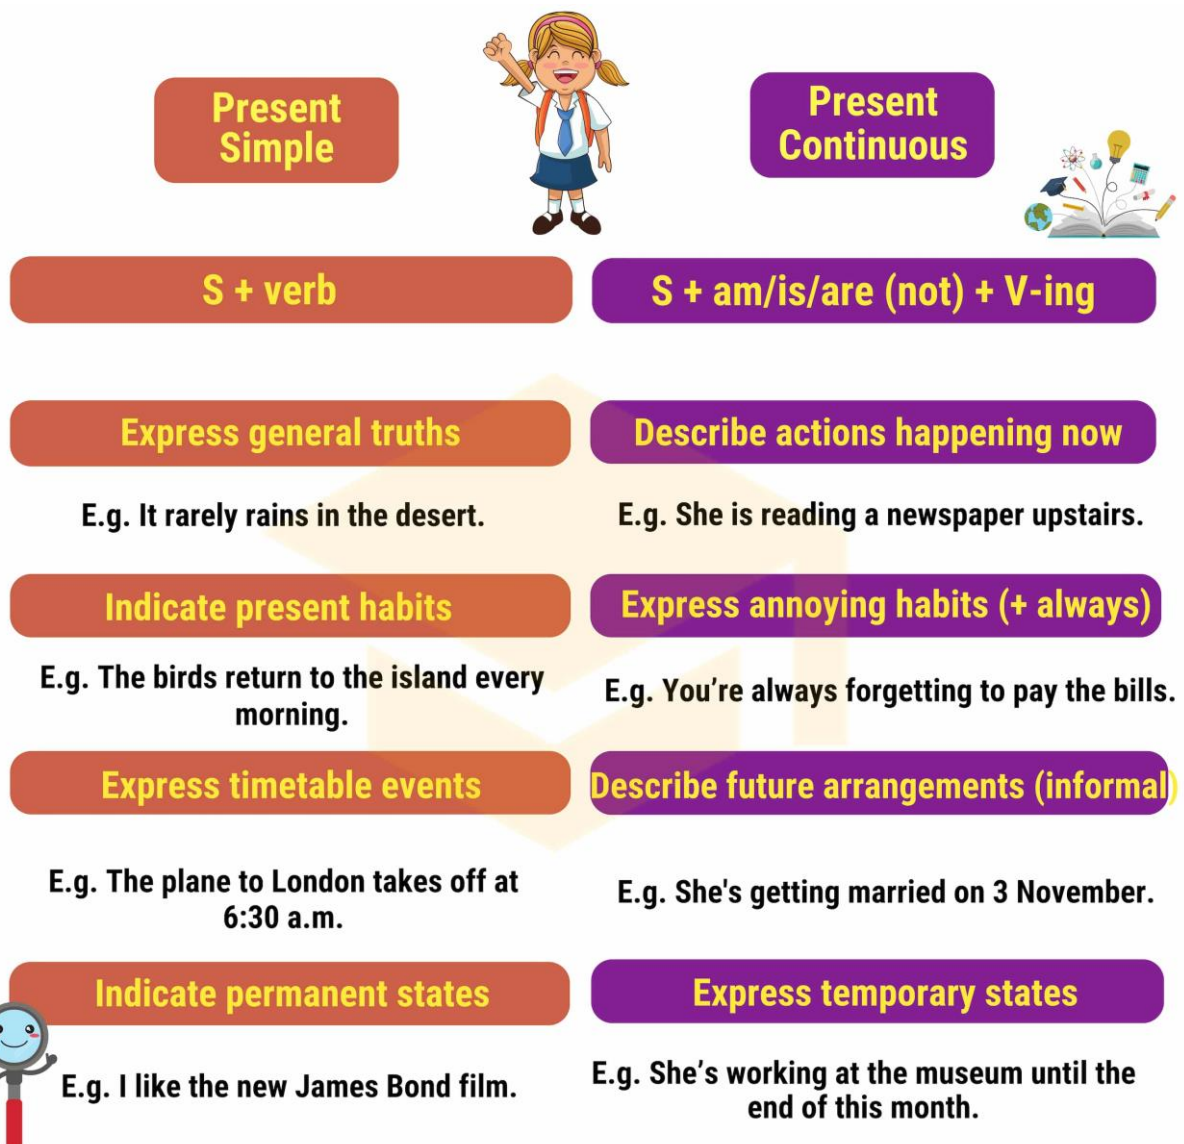 Present
Simple
Present
Continuous
S + verb
S + am/is/are (not) + V-ing
Express general truths
Describe actions happening now
E.g. It rarely rains in the desert.
E.g. She is reading a newspaper upstairs.
Indicate present habits
Express annoying habits (+ always)
E.g. The birds return to the island every
morning.
E.g. You’re always forgetting to pay the bills.
Express timetable events
Describe future arrangements (informal)
E.g. The plane to London takes off at
6:30 a.m.
E.g. She's getting married on 3 November.
Indicate permanent states
Express temporary states
E.g. I like the new James Bond film.
E.g. She’s working at the museum until the
end of this month.